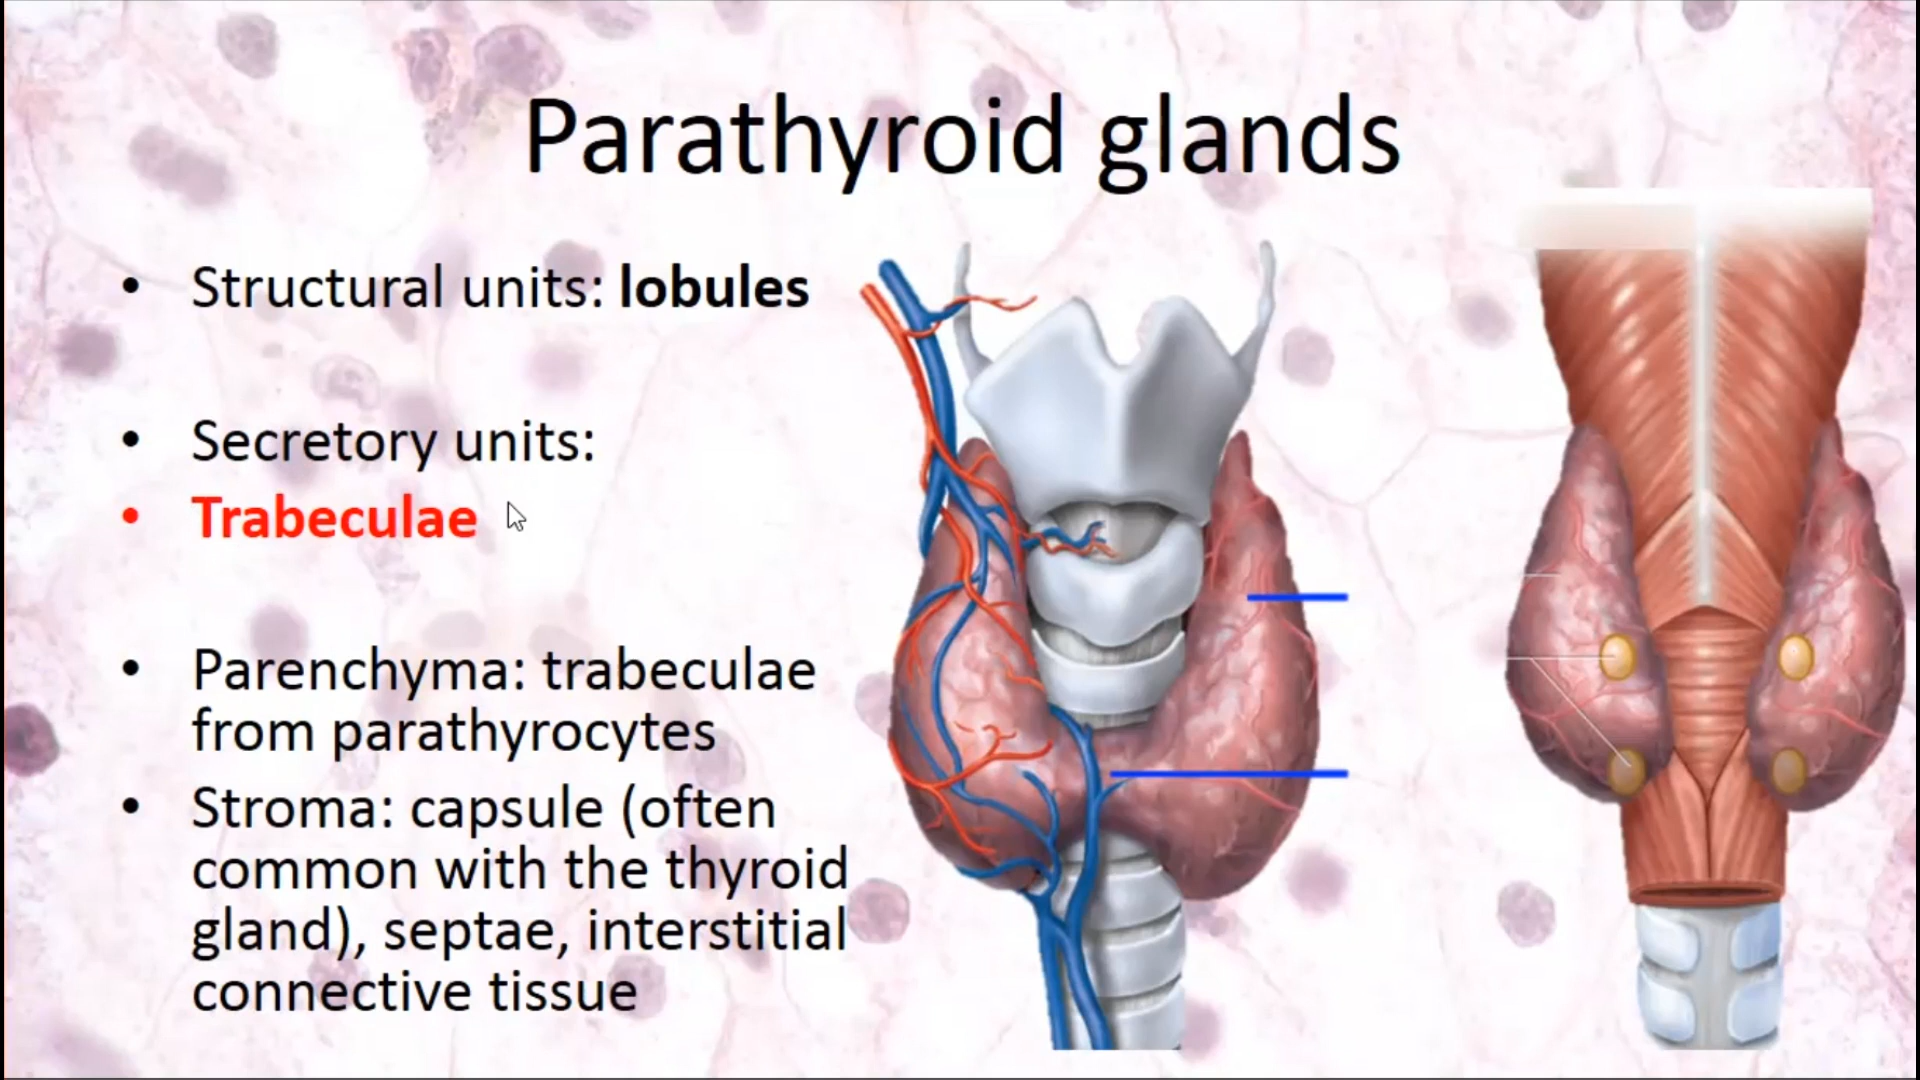 Parathyroid glands
• Structural units: lobules
• Secretory units:
• Trabeculae
• Parenchyma: trabeculae
from parathyrocytes
• Stroma: capsule (often
common with the thyroid
gland), septae, interstitial
connective tissue